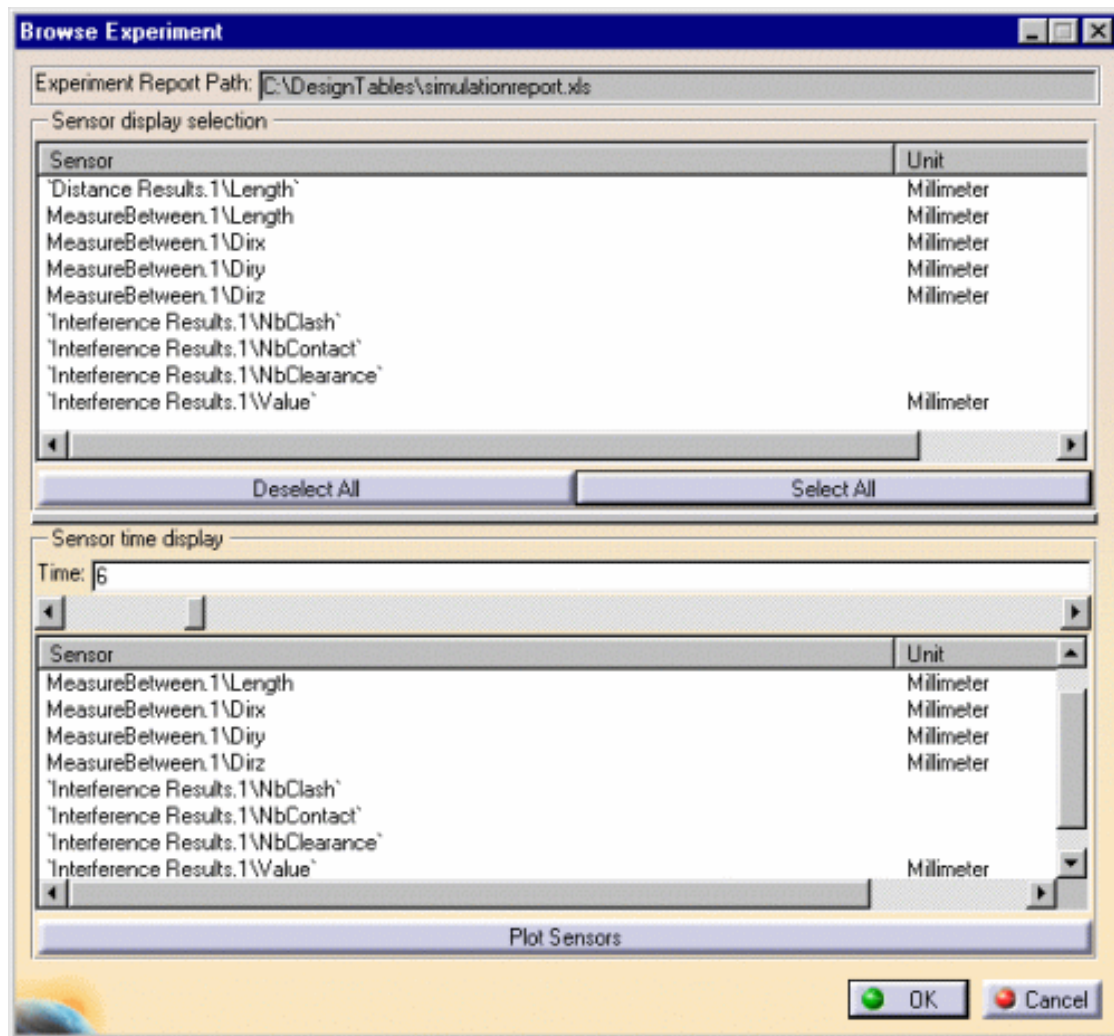 Browse Experiment
Experiment Report Path: C:\DesignTables\simulationreport.xls
Sensor display selection
Sensor Unit
`Distance Results.1\Length` Millimeter
MeasureBetween.1\Length Millimeter
MeasureBetween.1\Dirx Millimeter
MeasureBetween.1\Diry Millimeter
MeasureBetween.1\Dirz Millimeter
`Interference Results.1\NbClash`
`Interference Results.1\NbContact`
`Interference Results.1\NbClearance`
`Interference Results.1\Value` Millimeter
Deselect All Select All
Sensor time display
Time: 6
Sensor Unit
MeasureBetween.1\Length Millimeter
MeasureBetween.1\Dirx Millimeter
MeasureBetween.1\Diry Millimeter
MeasureBetween.1\Dirz Millimeter
`Interference Results.1\NbClash`
`Interference Results.1\NbContact`
`Interference Results.1\NbClearance`
`Interference Results.1\Value` Millimeter
Plot Sensors
OK Cancel